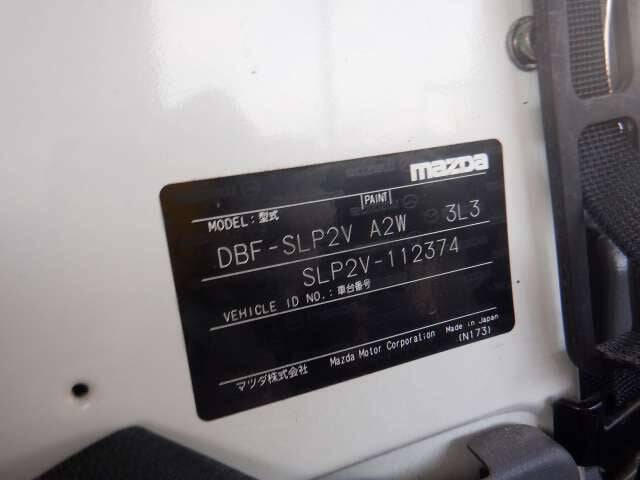 mazda
MODEL: 型式 PAINT
DBF-SLP2V A2W 3L3
SLP2V-112374
VEHICLE ID NO.: 車台番号
マツダ株式会社 Mazda Motor Corporation Made in Japan
(N173)